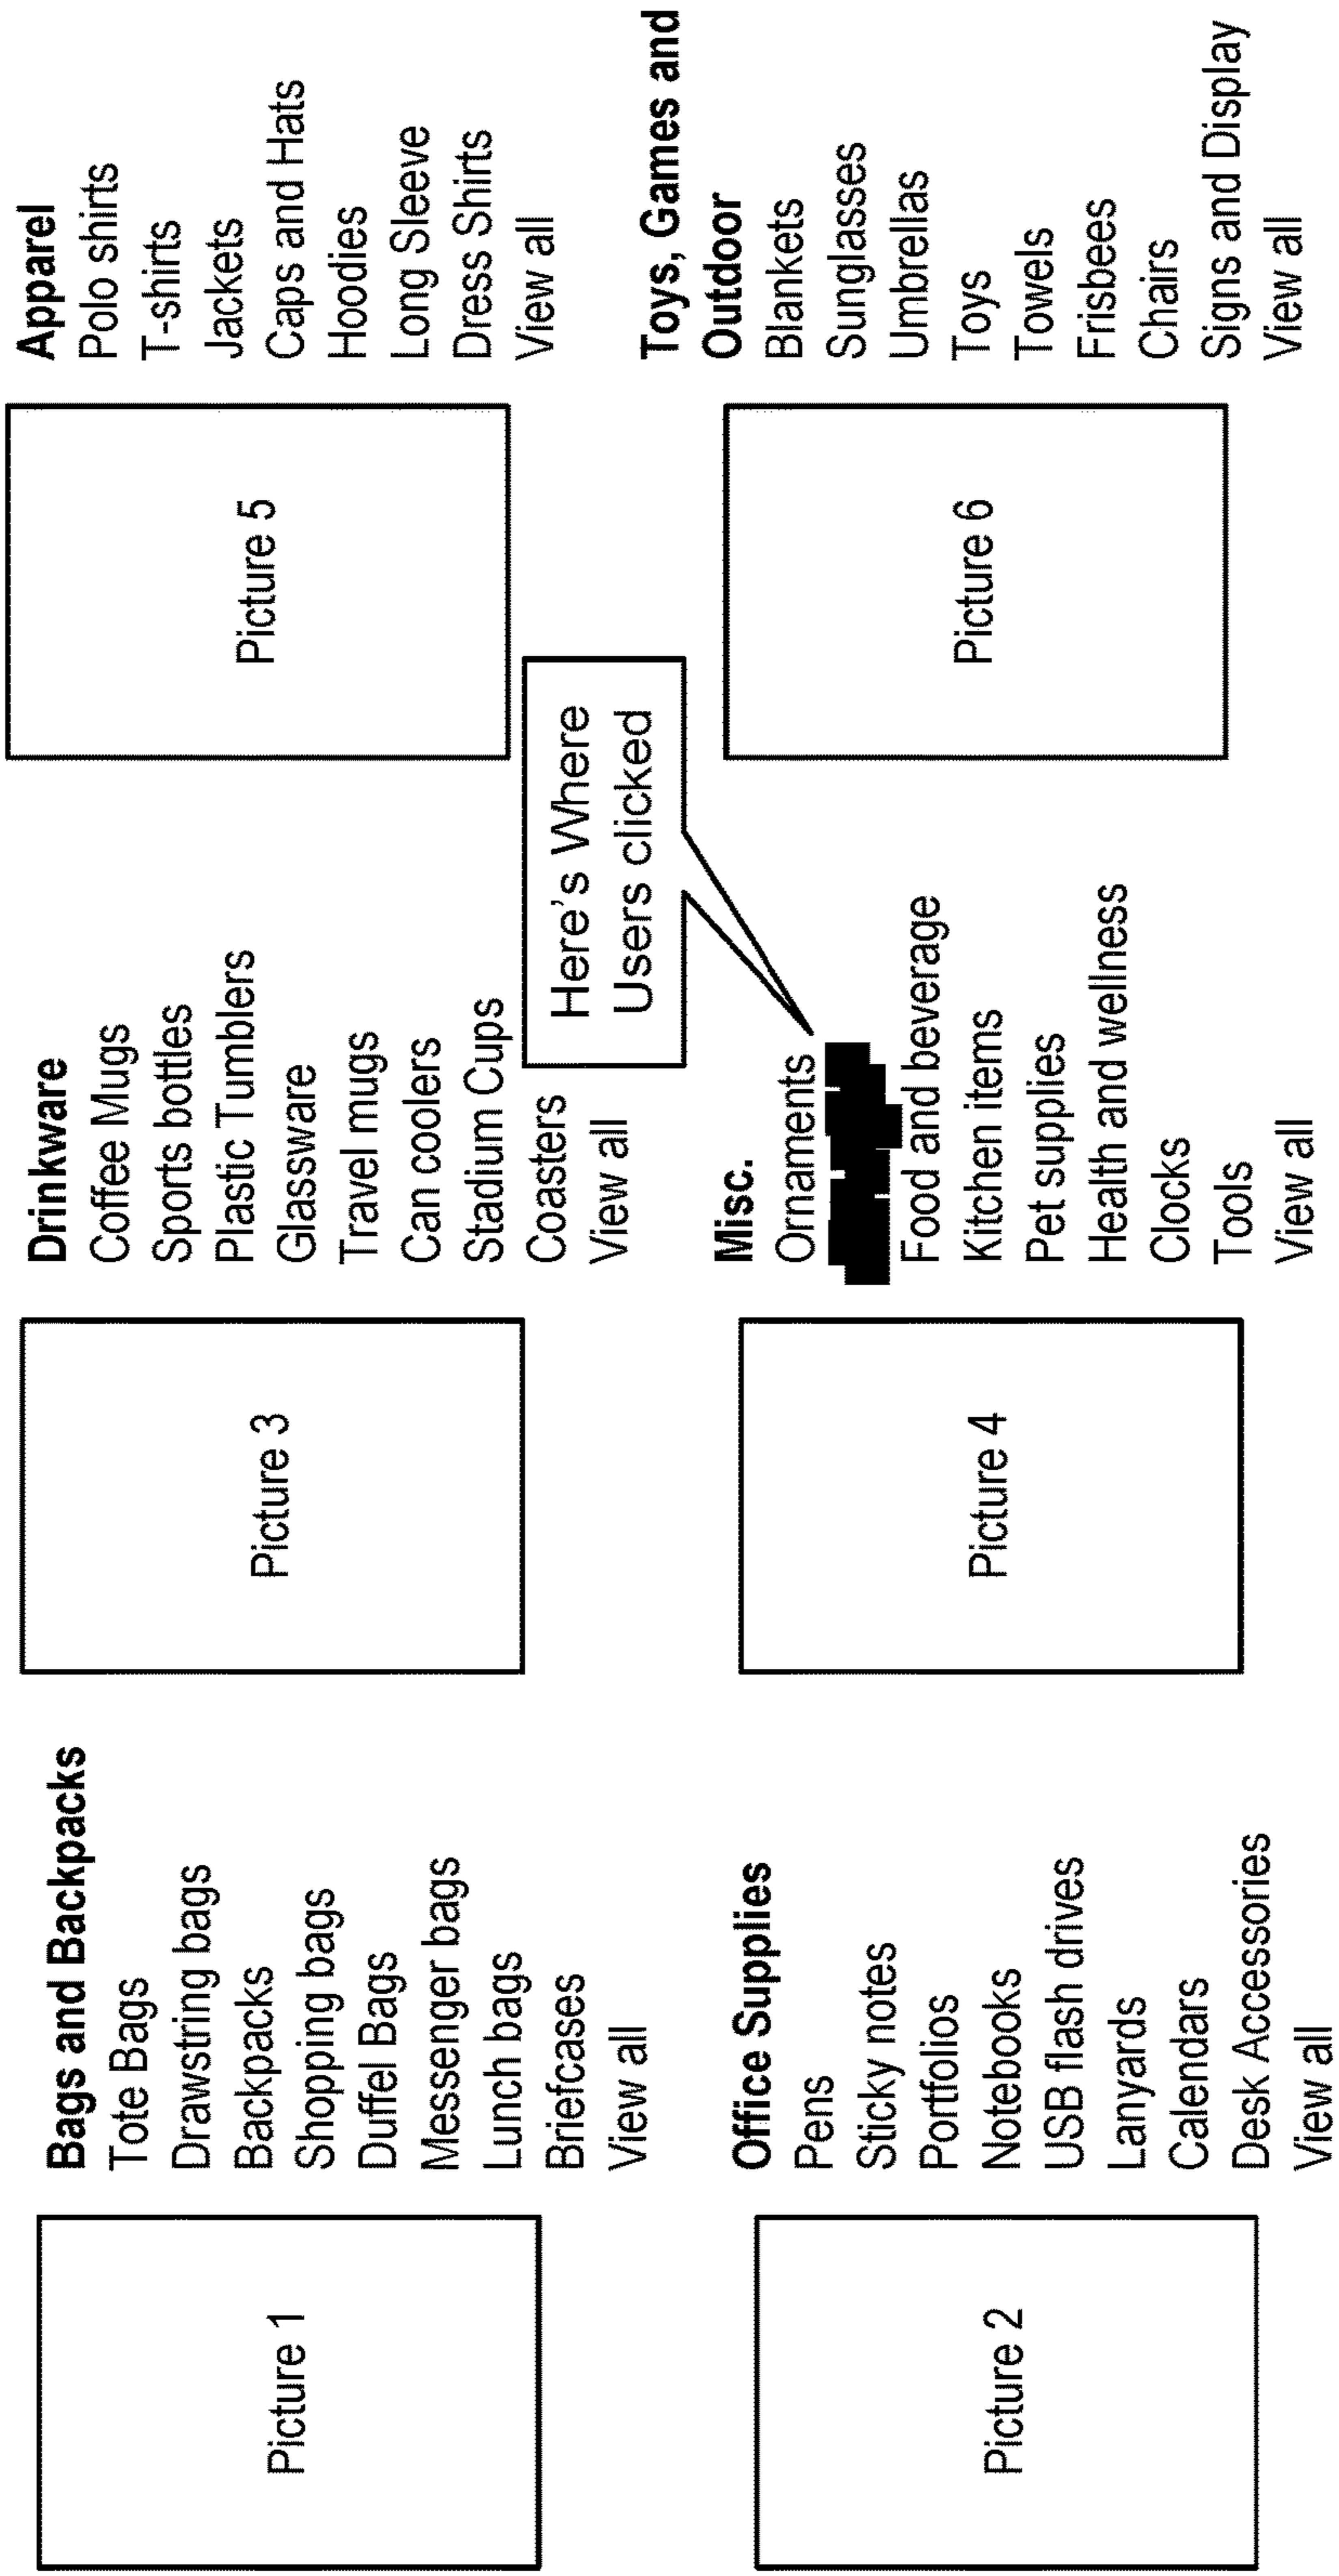 Picture 1
Bags and Backpacks
Tote Bags
Drawstring bags
Backpacks
Shopping bags
Duffel Bags
Messenger bags
Lunch bags
Briefcases
View all
Picture 3
Drinkware
Coffee Mugs
Sports bottles
Plastic Tumblers
Glassware
Travel mugs
Can coolers
Stadium Cups
Coasters
View all
Picture 5
Apparel
Polo shirts
T-shirts
Jackets
Caps and Hats
Hoodies
Long Sleeve
Dress Shirts
View all
Here's Where
Users clicked
Picture 2
Office Supplies
Pens
Sticky notes
Portfolios
Notebooks
USB flash drives
Lanyards
Calendars
Desk Accessories
View all
Picture 4
Misc.
Ornaments
Food and beverage
Kitchen items
Pet supplies
Health and wellness
Clocks
Tools
View all
Picture 6
Toys, Games and
Outdoor
Blankets
Sunglasses
Umbrellas
Toys
Towels
Frisbees
Chairs
Signs and Display
View all